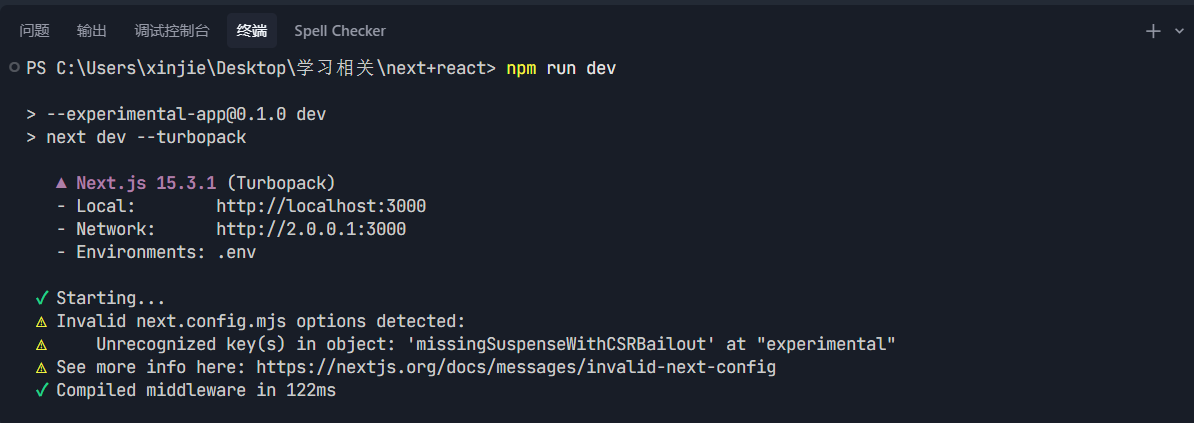 问题 输出 调试控制台 终端 Spell Checker
PS C:\Users\xinjie\Desktop\学习相关\next+react> npm run dev
> --experimental-app@0.1.0 dev
> next dev --turbopack
▲ Next.js 15.3.1 (Turbopack)
- Local: http://localhost:3000
- Network: http://2.0.0.1:3000
- Environments: .env
✓ Starting...
⚠ Invalid next.config.mjs options detected:
⚠ Unrecognized key(s) in object: 'missingSuspenseWithCSRBailout' at "experimental"
⚠ See more info here: https://nextjs.org/docs/messages/invalid-next-config
✓ Compiled middleware in 122ms